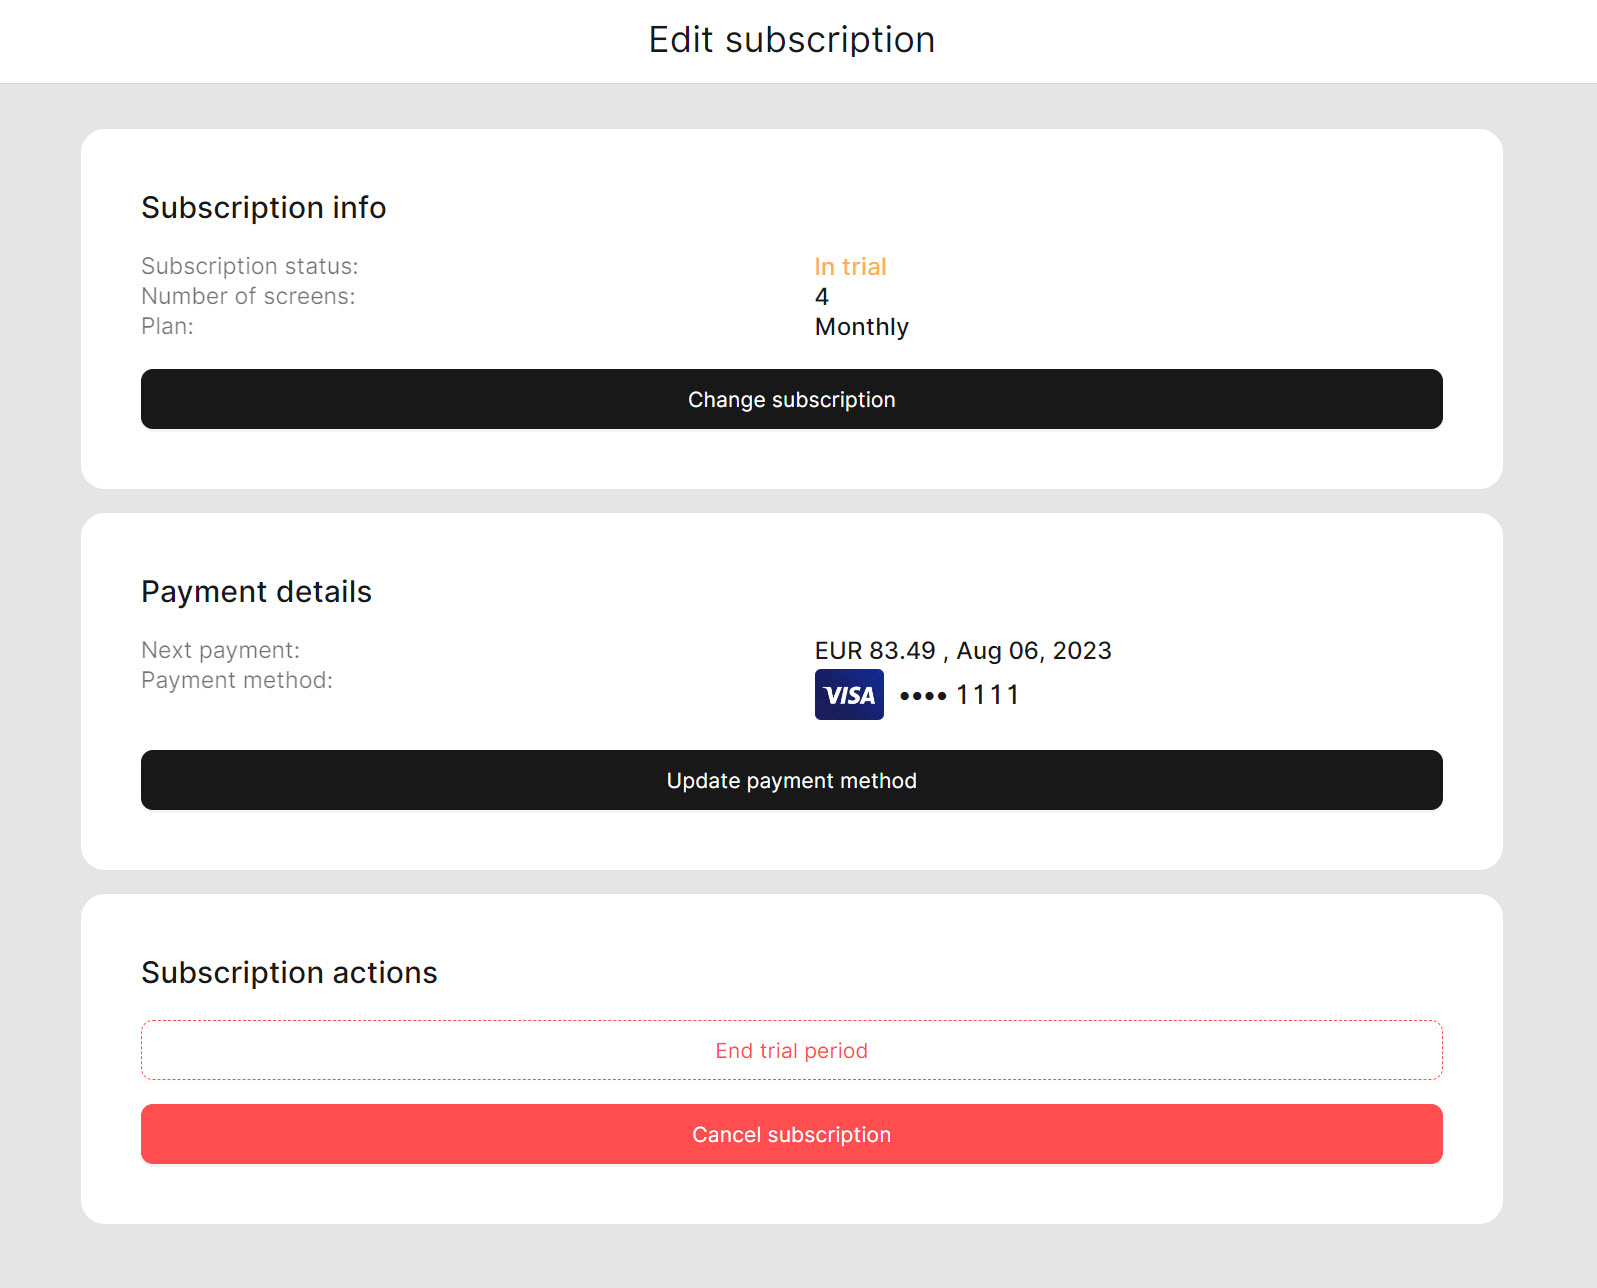 Edit subscription
Subscription info
Subscription status: In trial
Number of screens: 4
Plan: Monthly
Change subscription
Payment details
Next payment: EUR 83.49 , Aug 06, 2023
Payment method: VISA •••• 1111
Update payment method
Subscription actions
End trial period
Cancel subscription